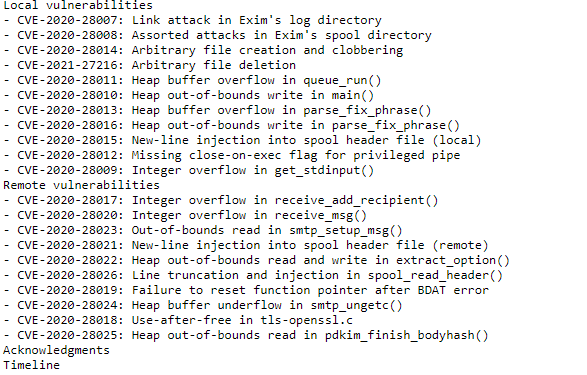 Local vulnerabilities
- CVE-2020-28007: Link attack in Exim's log directory
- CVE-2020-28008: Assorted attacks in Exim's spool directory
- CVE-2020-28014: Arbitrary file creation and clobbering
- CVE-2021-27216: Arbitrary file deletion
- CVE-2020-28011: Heap buffer overflow in queue_run()
- CVE-2020-28010: Heap out-of-bounds write in main()
- CVE-2020-28013: Heap buffer overflow in parse_fix_phrase()
- CVE-2020-28016: Heap out-of-bounds write in parse_fix_phrase()
- CVE-2020-28015: New-line injection into spool header file (local)
- CVE-2020-28012: Missing close-on-exec flag for privileged pipe
- CVE-2020-28009: Integer overflow in get_stdinput()
Remote vulnerabilities
- CVE-2020-28017: Integer overflow in receive_add_recipient()
- CVE-2020-28020: Integer overflow in receive_msg()
- CVE-2020-28023: Out-of-bounds read in smtp_setup_msg()
- CVE-2020-28021: New-line injection into spool header file (remote)
- CVE-2020-28022: Heap out-of-bounds read and write in extract_option()
- CVE-2020-28026: Line truncation and injection in spool_read_header()
- CVE-2020-28019: Failure to reset function pointer after BDAT error
- CVE-2020-28024: Heap buffer underflow in smtp_ungetc()
- CVE-2020-28018: Use-after-free in tls-openssl.c
- CVE-2020-28025: Heap out-of-bounds read in pdkim_finish_bodyhash()
Acknowledgments
Timeline